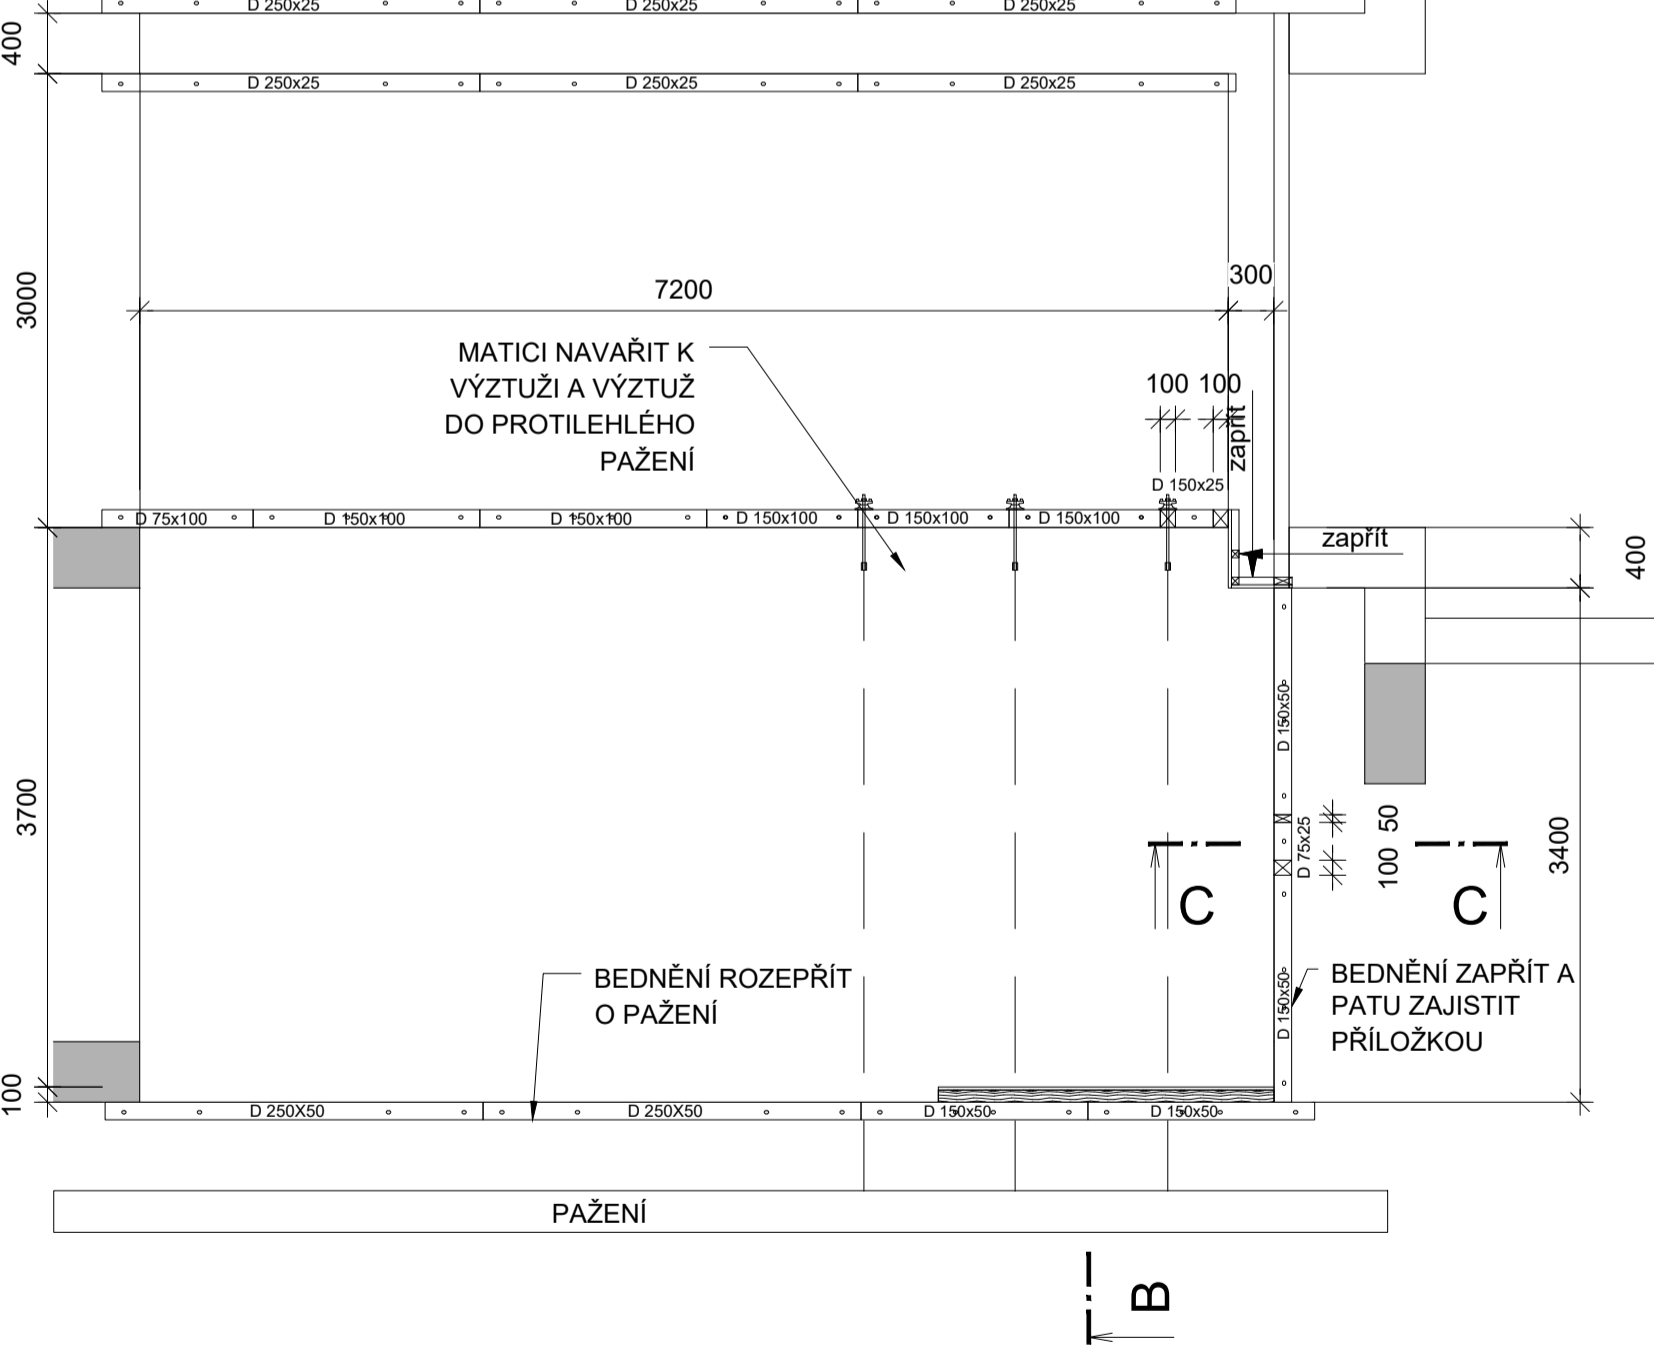 D 250x25 D 250x25 D 250x25
400
D 250x25 D 250x25 D 250x25
3000
7200
300
MATICI NAVAŘIT K
VÝZTUŽI A VÝZTUŽ
DO PROTILEHLÉHO
PAŽENÍ
100 100
zapřít
D 150x25
D 75x100 D 150x100 D 150x100 D 150x100 D 150x100 D 150x100
zapřít
400
D 150x50
3700
D 75x25
50
100
3400
C C
BEDNĚNÍ ROZEPŘÍT
O PAŽENÍ
D 150x50
BEDNĚNÍ ZAPŘÍT A
PATU ZAJISTIT
PŘÍLOŽKOU
100
D 250X50 D 250X50 D 150x50 D 150x50
PAŽENÍ
B